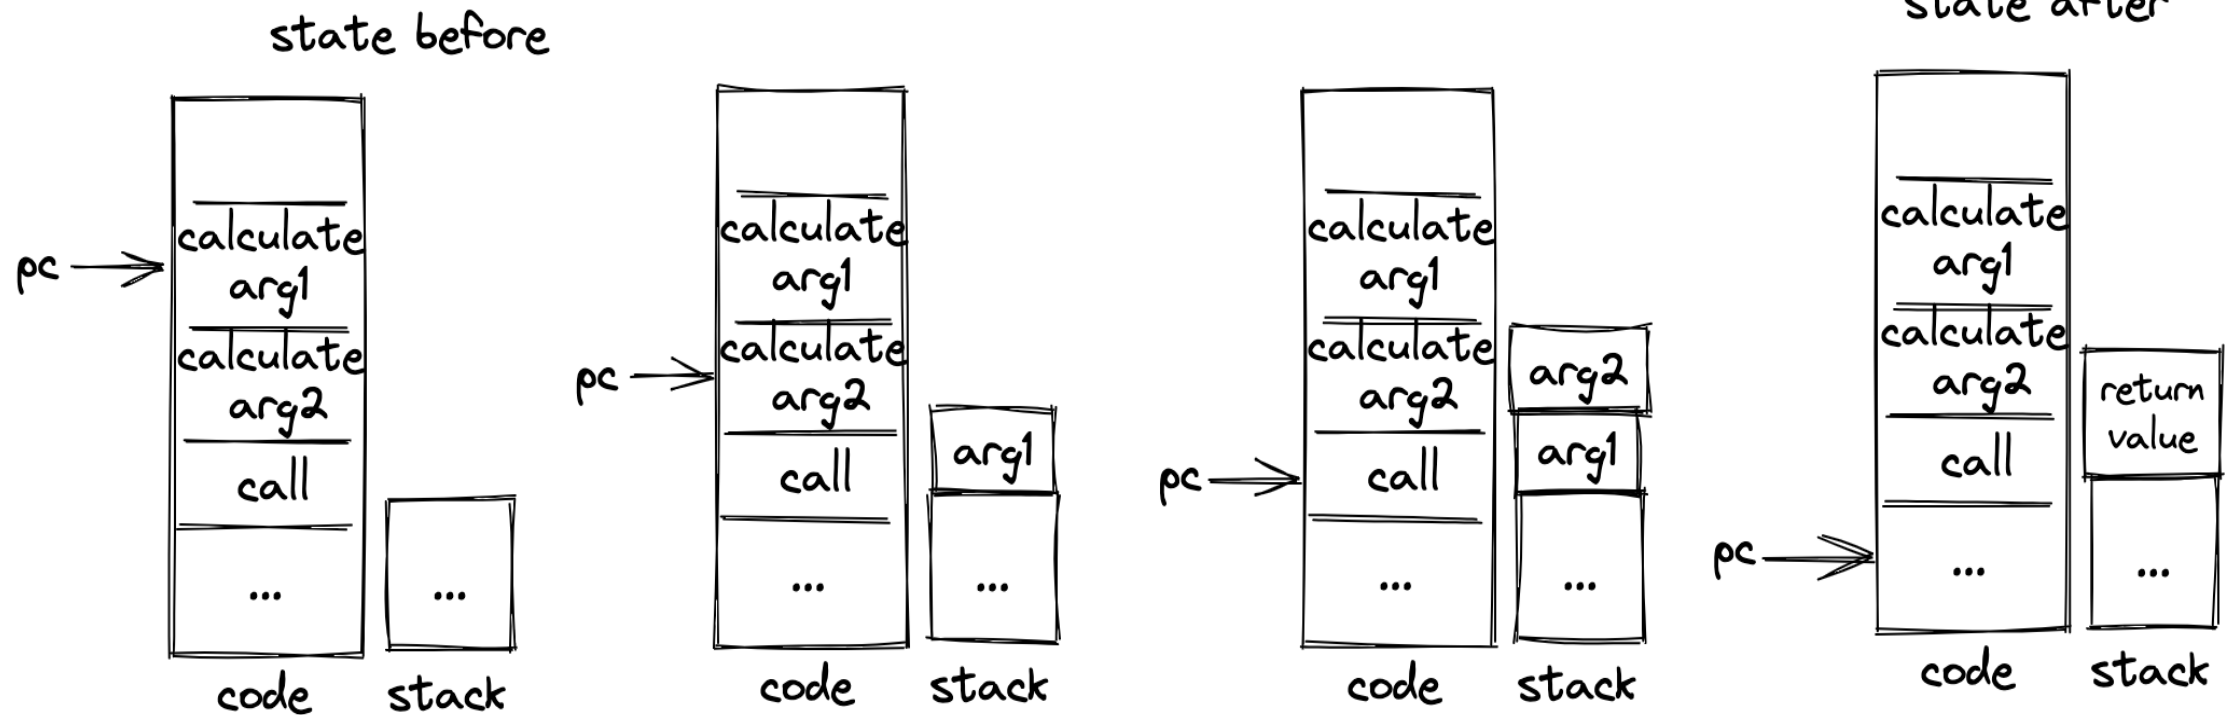 state before
state after
pc
calculate
arg1
calculate
arg2
call
...
...
code
stack
pc
calculate
arg1
calculate
arg2
call
...
arg1
...
code
stack
pc
calculate
arg1
calculate
arg2
call
...
arg2
arg1
...
code
stack
pc
calculate
arg1
calculate
arg2
call
...
return
value
...
code
stack